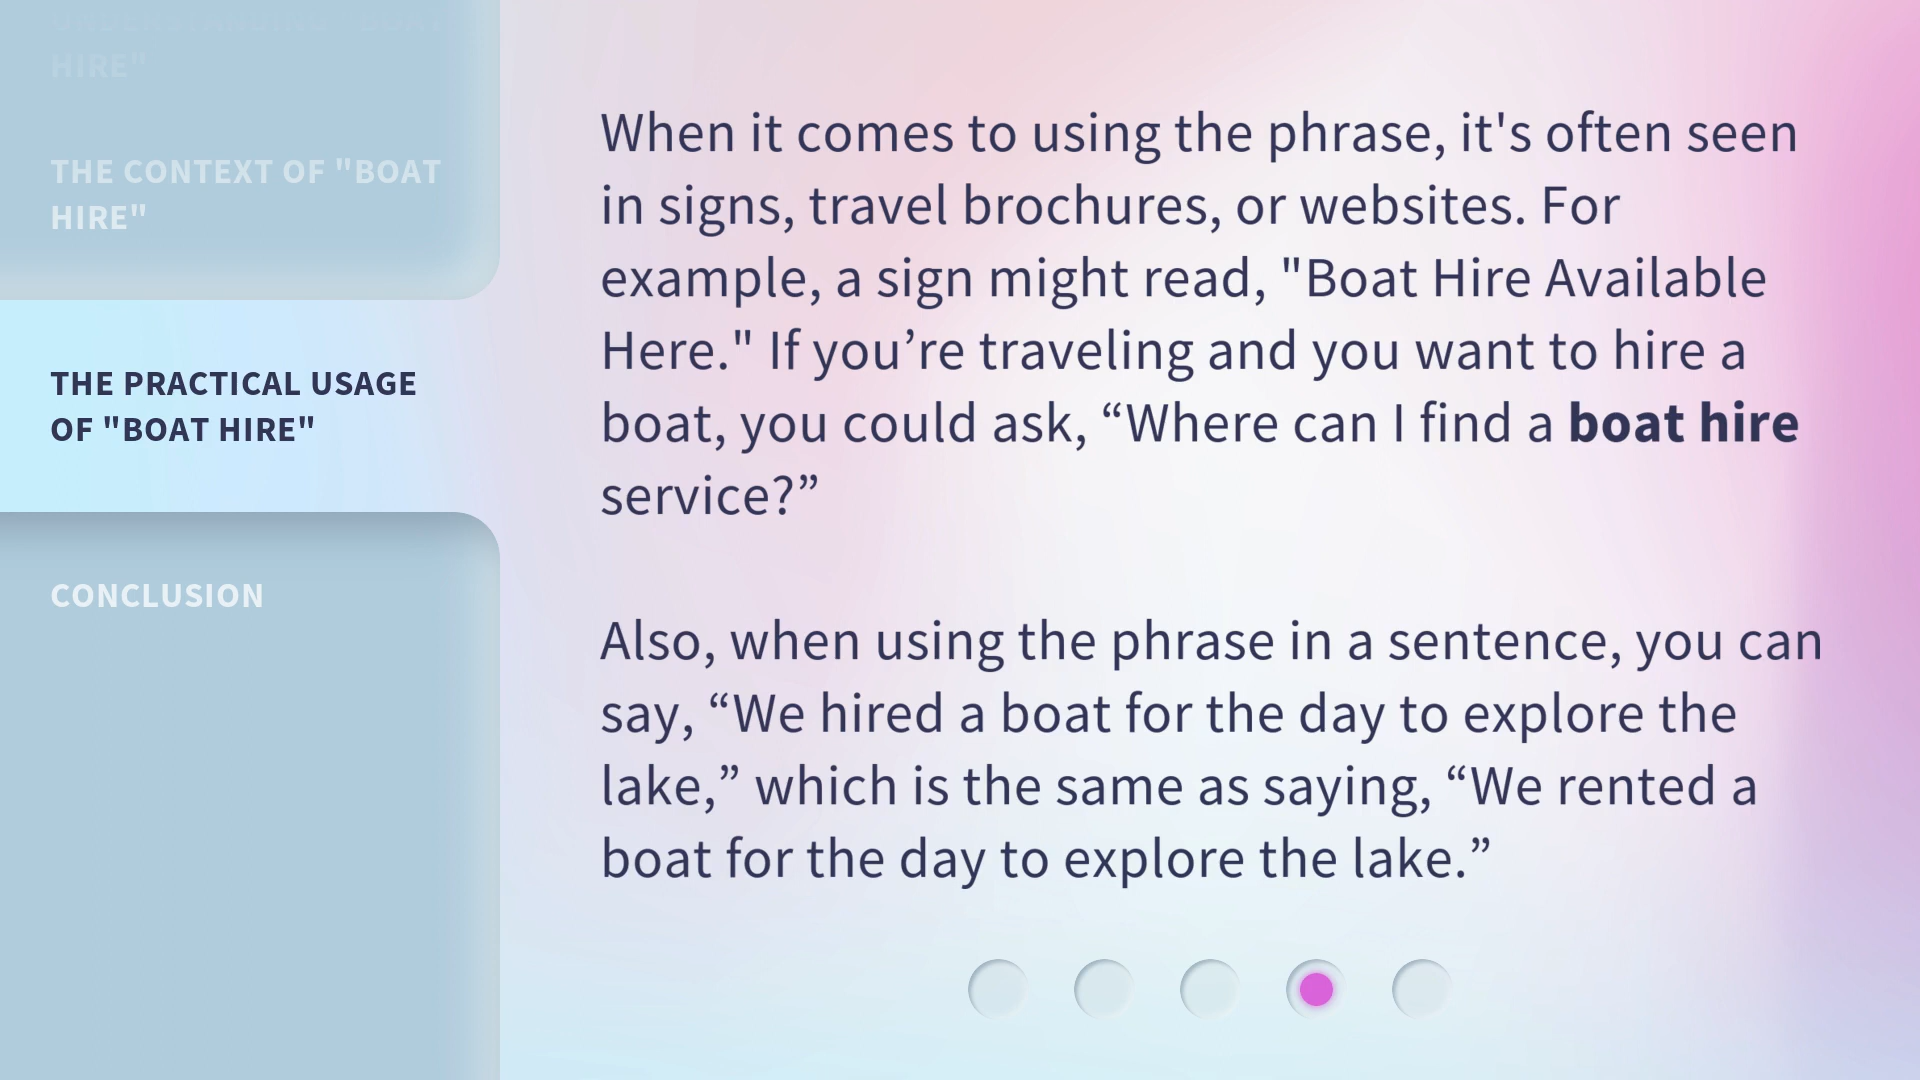 UNDERSTANDING "BOAT
HIRE"
THE CONTEXT OF "BOAT
HIRE"
THE PRACTICAL USAGE
OF "BOAT HIRE"
CONCLUSION
When it comes to using the phrase, it's often seen
in signs, travel brochures, or websites. For
example, a sign might read, "Boat Hire Available
Here." If you’re traveling and you want to hire a
boat, you could ask, “Where can I find a boat hire
service?”
Also, when using the phrase in a sentence, you can
say, “We hired a boat for the day to explore the
lake,” which is the same as saying, “We rented a
boat for the day to explore the lake.”